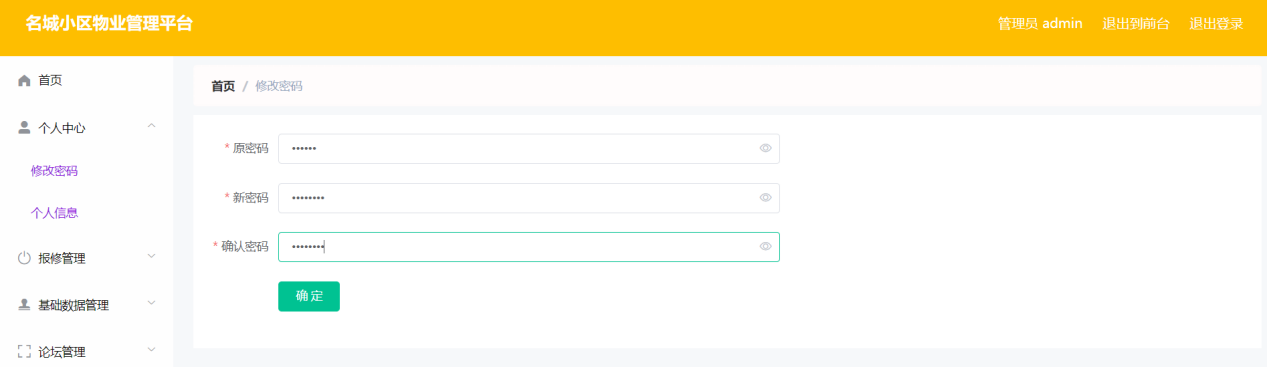 名城小区物业管理平台
管理员 admin 退出到前台 退出登录
首页
个人中心
修改密码
个人信息
报修管理
基础数据管理
论坛管理
首页 / 修改密码
* 原密码 ••••••
* 新密码 ••••••••
* 确认密码 ••••••••
确 定